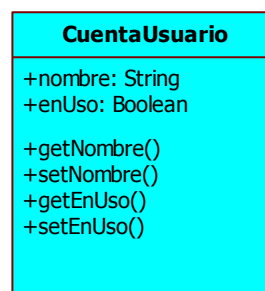 CuentaUsuario
+nombre: String
+enUso: Boolean
+getNombre()
+setNombre()
+getEnUso()
+setEnUso()